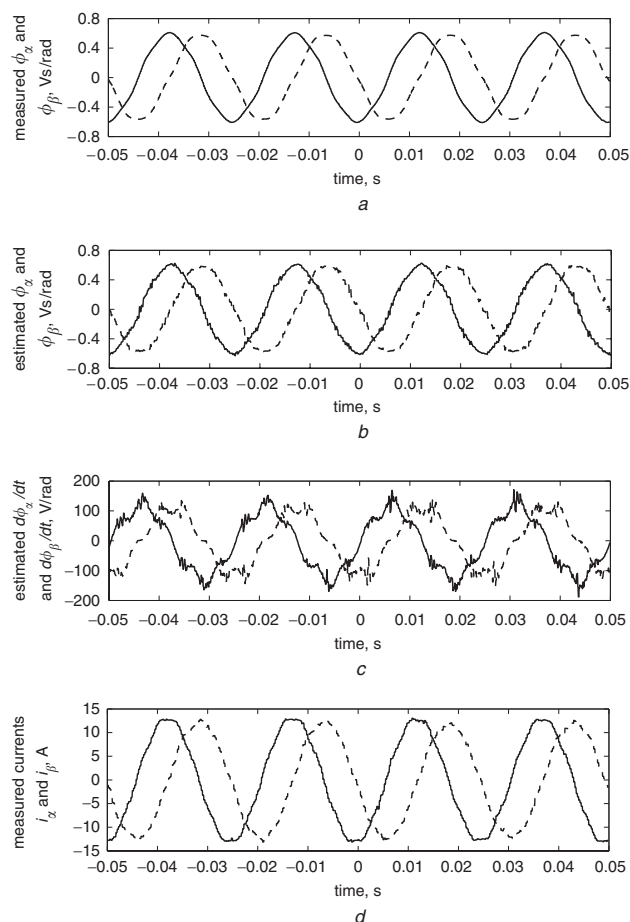 measured ϕα and
ϕβ, Vs/rad
0.8
0.4
0
−0.4
−0.8
−0.05 −0.04 −0.03 −0.02 −0.01 0 0.01 0.02 0.03 0.04 0.05
time, s
a
estimated ϕα and
ϕβ, Vs/rad
0.8
0.4
0
−0.4
−0.8
−0.05 −0.04 −0.03 −0.02 −0.01 0 0.01 0.02 0.03 0.04 0.05
time, s
b
estimated dϕα/dt
and dϕβ/dt, V/rad
200
100
0
−100
−200
−0.05 −0.04 −0.03 −0.02 −0.01 0 0.01 0.02 0.03 0.04 0.05
time, s
c
measured currents
iα and iβ, A
15
10
5
0
−5
−10
−15
−0.05 −0.04 −0.03 −0.02 −0.01 0 0.01 0.02 0.03 0.04 0.05
time, s
d